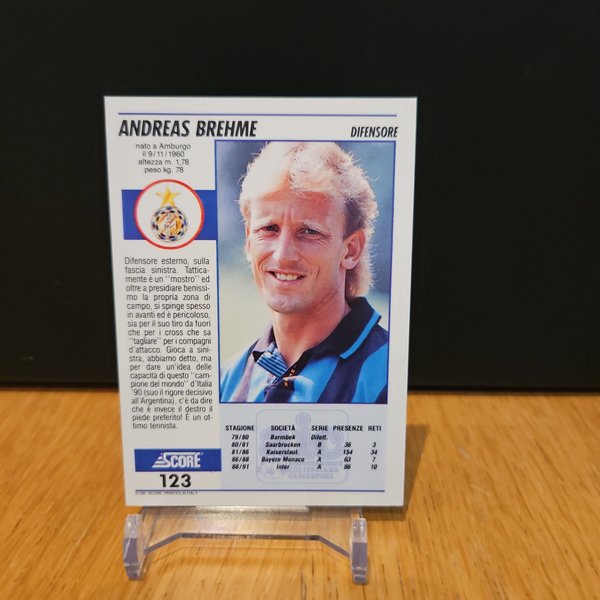 ANDREAS BREHME
DIFENSORE
nato a Amburgo
il 9/11/1960
altezza m. 1,78
peso kg. 78
Difensore esterno, sulla
fascia sinistra. Tattica-
mente è un "mostro" ed
oltre a presidiare benissi-
mo la propria zona di
campo, si spinge spesso
in avanti ed è pericoloso,
sia per il suo tiro da fuori
che per i cross che sa
"tagliare" per i compagni
d'attacco. Gioca a sini-
stra, abbiamo detto, ma
per dare un'idea delle
capacità di questo "cam-
pione del mondo" d'Italia
'90 (suo il rigore decisivo
all'Argentina), c'è da dire
che è invece il destro il
piede preferito! È un ot-
timo tennista.
STAGIONE SOCIETÀ SERIE PRESENZE RETI
79/80 Barmbek Dilett.
80/81 Saarbrucken B 36 3
81/86 Kaiserslaut. A 154 34
86/88 Bayern Monaco A 63 7
88/91 Inter A 86 10
SCORE
123
©1991 SCORE, PRINTED IN ITALY